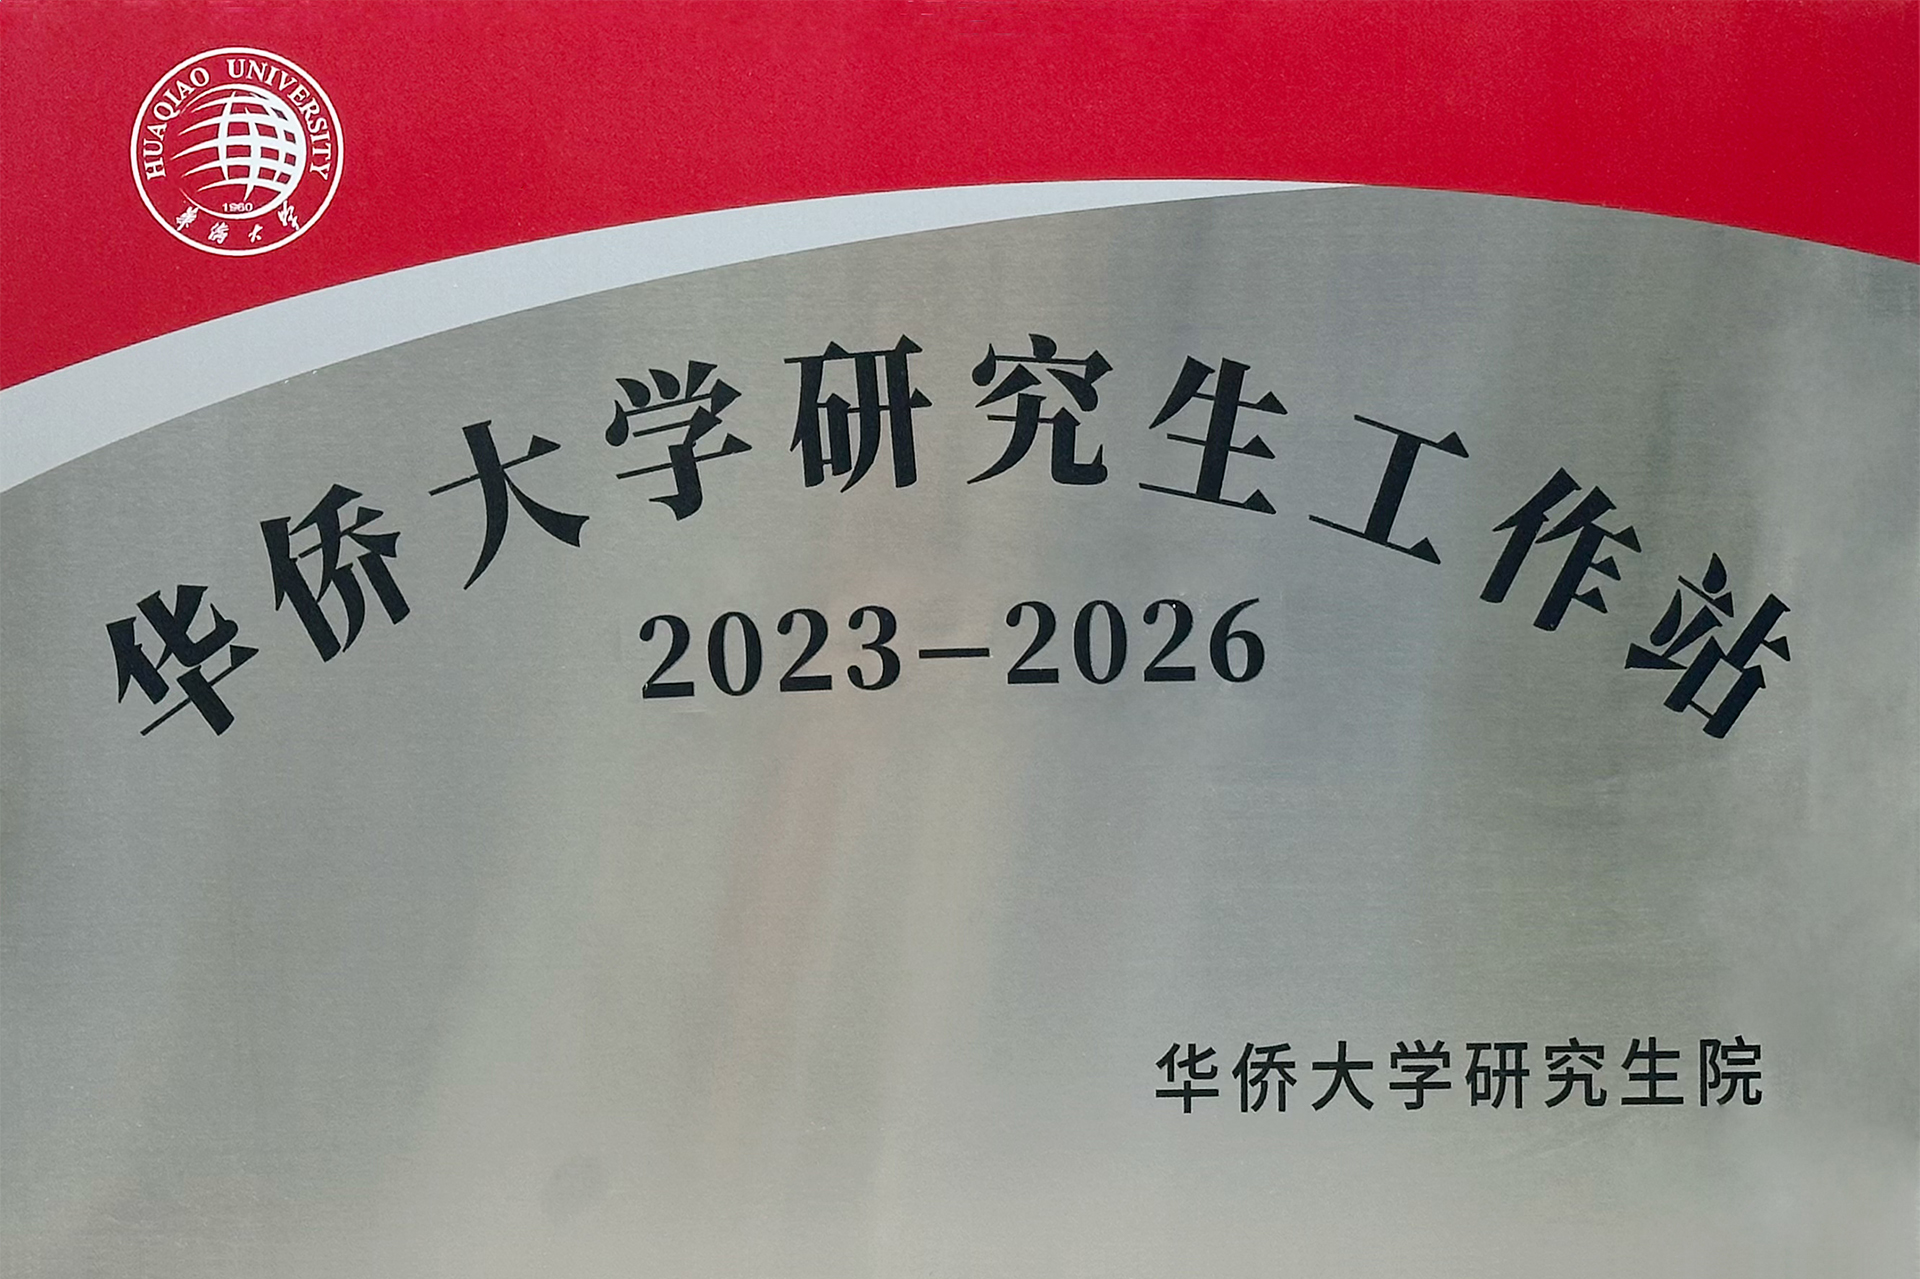 HUAQIAO UNIVERSITY
1960
华侨大学
华侨大学研究生工作站
2023-2026
华侨大学研究生院